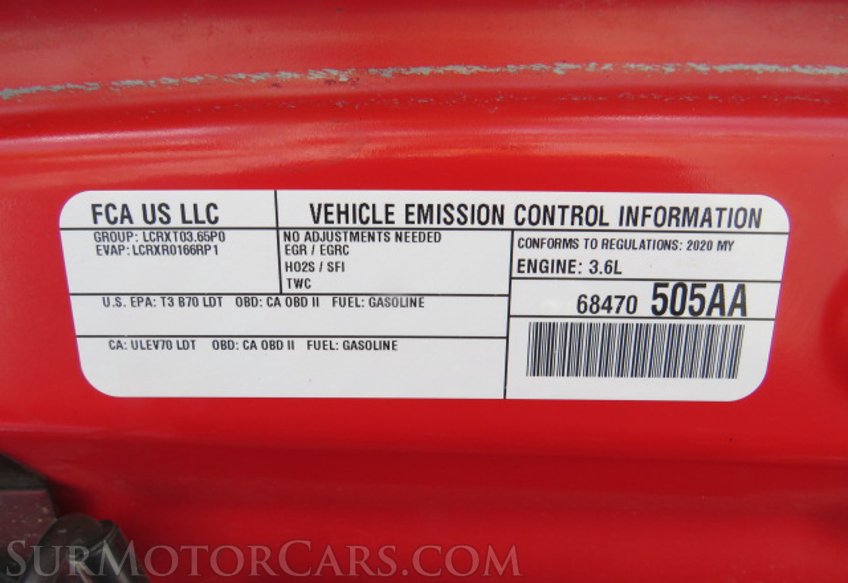 FCA US LLC
VEHICLE EMISSION CONTROL INFORMATION
GROUP: LCRXT03.65P0
EVAP: LCRXR0166RP1
NO ADJUSTMENTS NEEDED
EGR / EGRC
HO2S / SFI
TWC
CONFORMS TO REGULATIONS: 2020 MY
ENGINE: 3.6L
U.S. EPA: T3 B70 LDT OBD: CA OBD II FUEL: GASOLINE
68470 505AA
CA: ULEV70 LDT OBD: CA OBD II FUEL: GASOLINE
SURMOTORCARS.COM